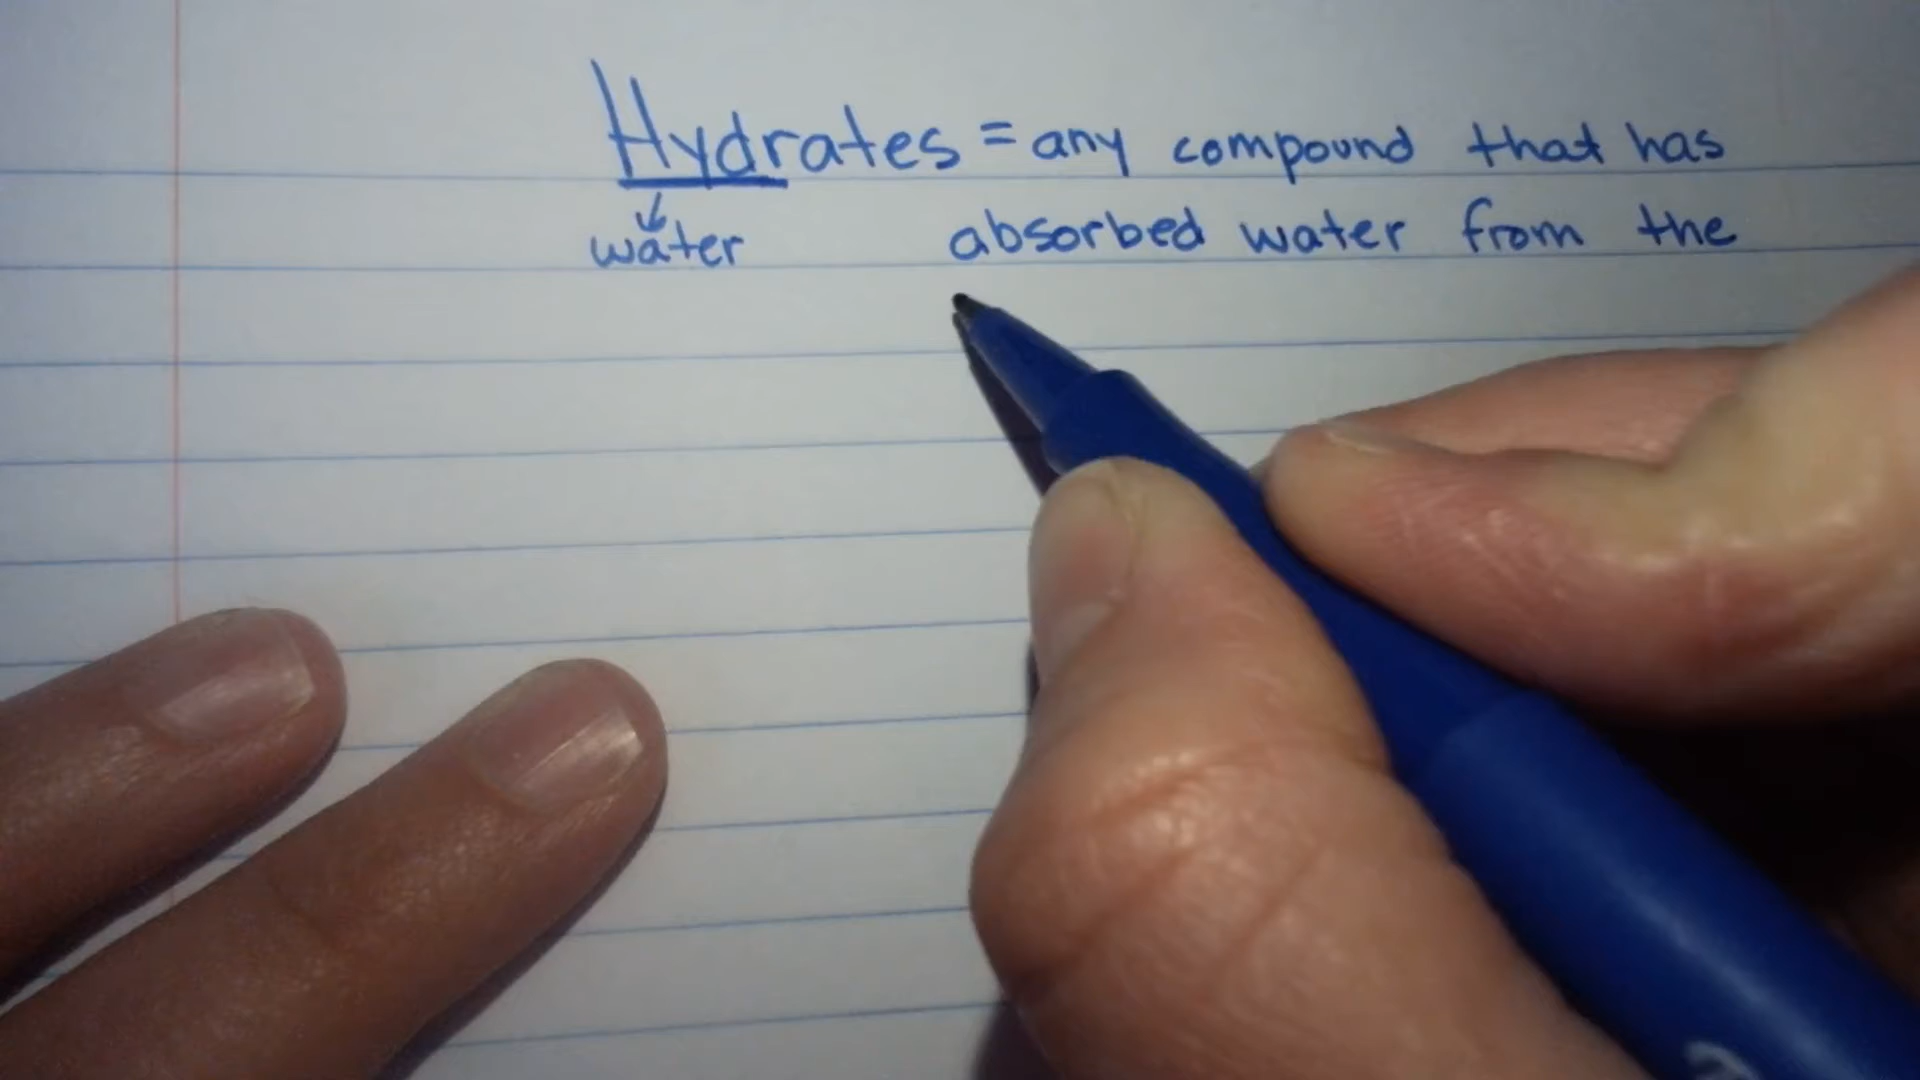 Hydrates = any compound that has
water absorbed water from the